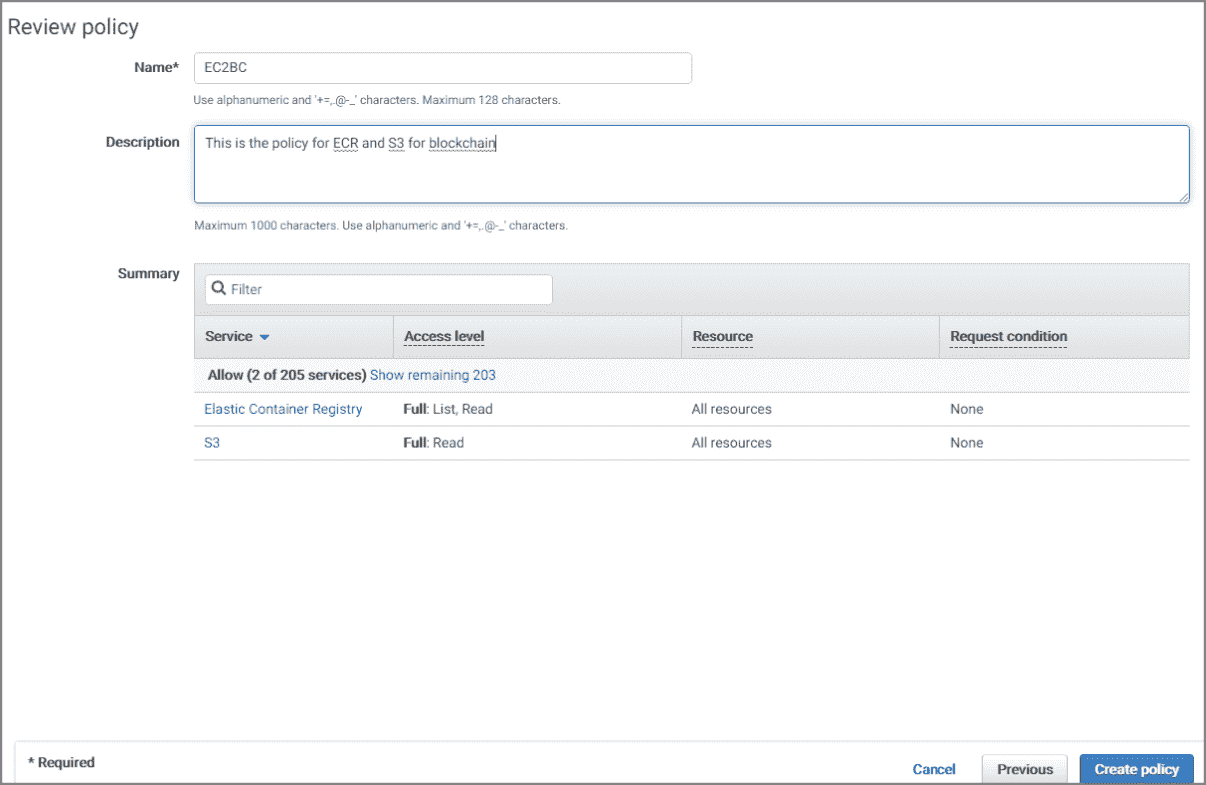 Review policy
Name* EC2BC
Use alphanumeric and '+=,.@-_' characters. Maximum 128 characters.
Description This is the policy for ECR and S3 for blockchain
Maximum 1000 characters. Use alphanumeric and '+=,.@-_' characters.
Summary Filter
Service Access level Resource Request condition
Allow (2 of 205 services) Show remaining 203
Elastic Container Registry Full: List, Read All resources None
S3 Full: Read All resources None
* Required Cancel Previous Create policy